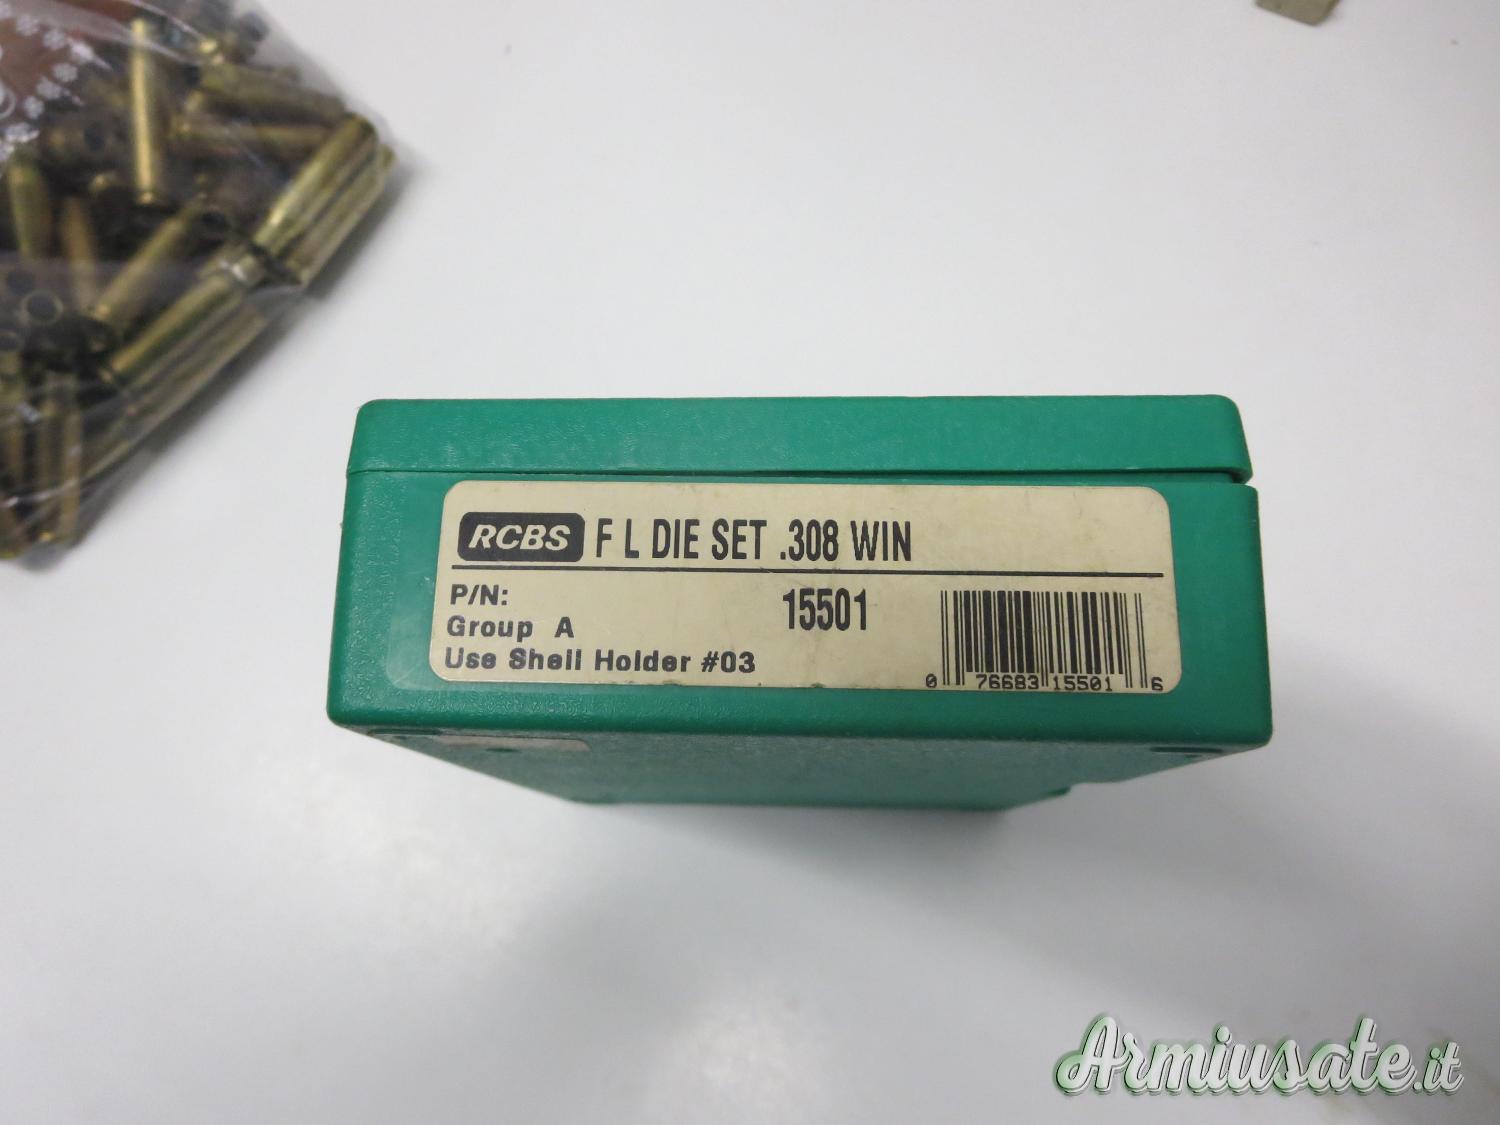 RCBS F L DIE SET .308 WIN
P/N: 15501
Group A
Use Shell Holder #03
0 76683 15501 6
Armiusate.it